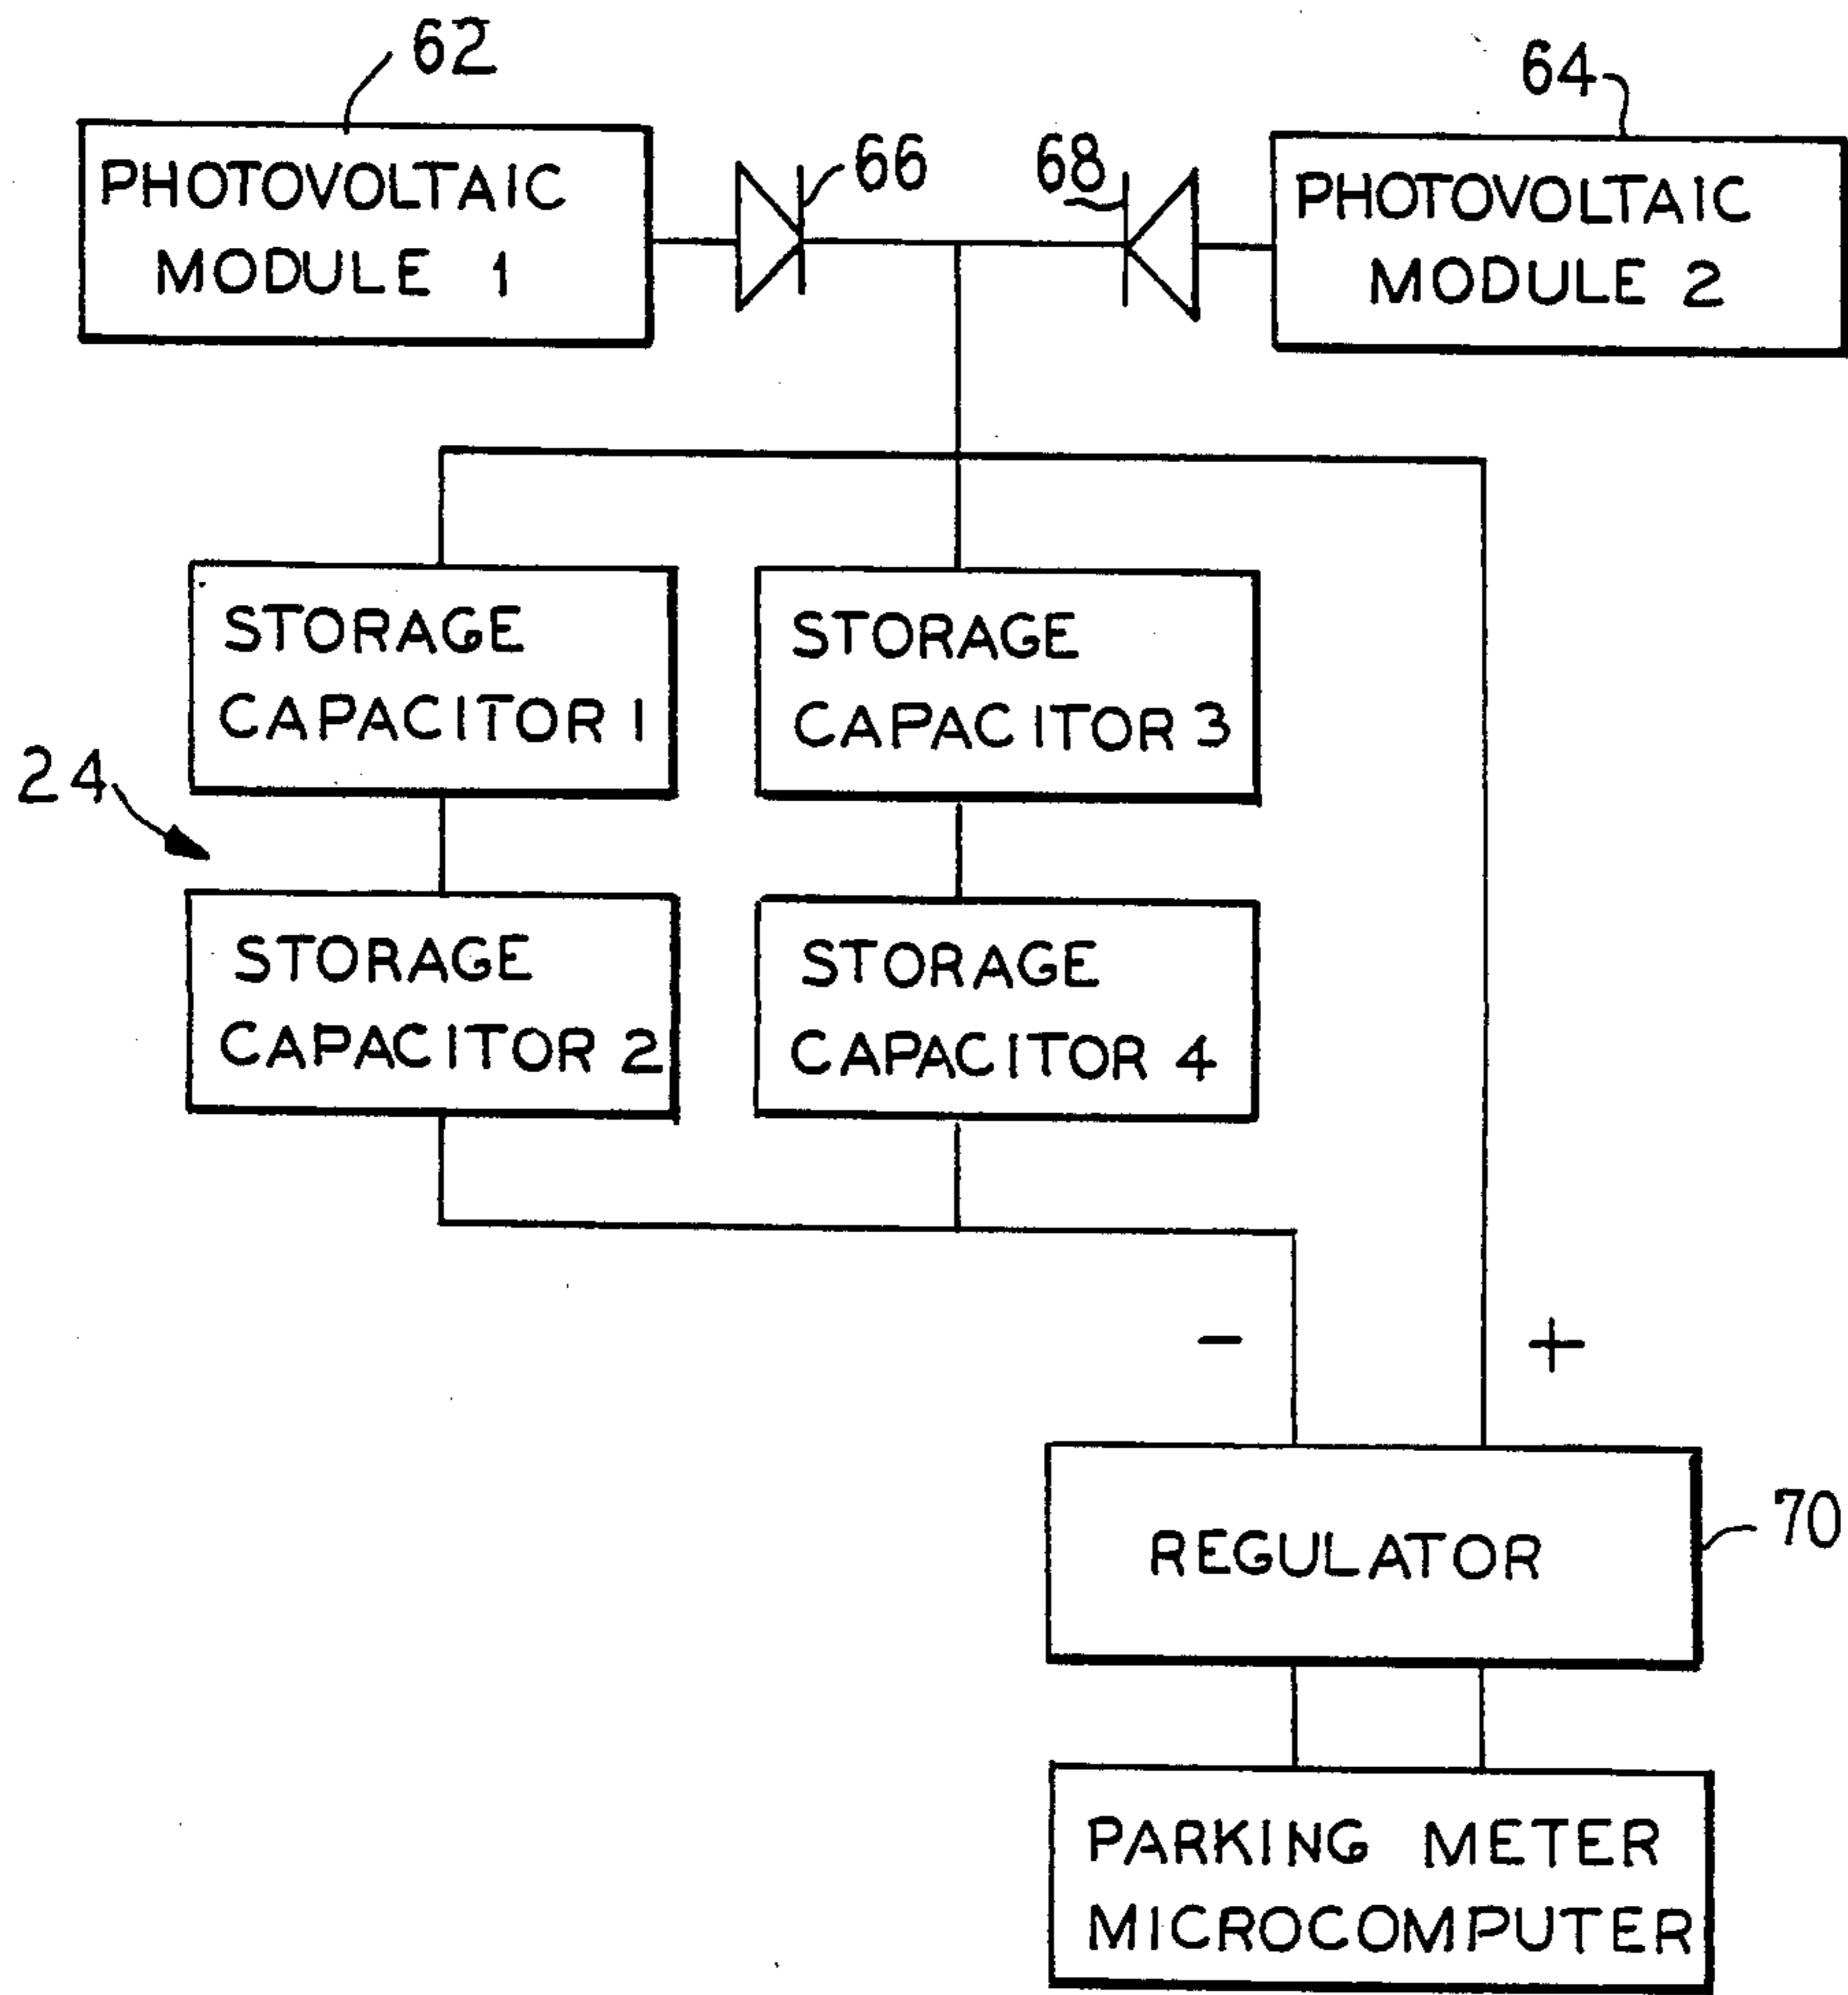 62
64
PHOTOVOLTAIC
MODULE 1
66
68
PHOTOVOLTAIC
MODULE 2
STORAGE
CAPACITOR 1
STORAGE
CAPACITOR 3
24
STORAGE
CAPACITOR 2
STORAGE
CAPACITOR 4
- +
REGULATOR
70
PARKING METER
MICROCOMPUTER